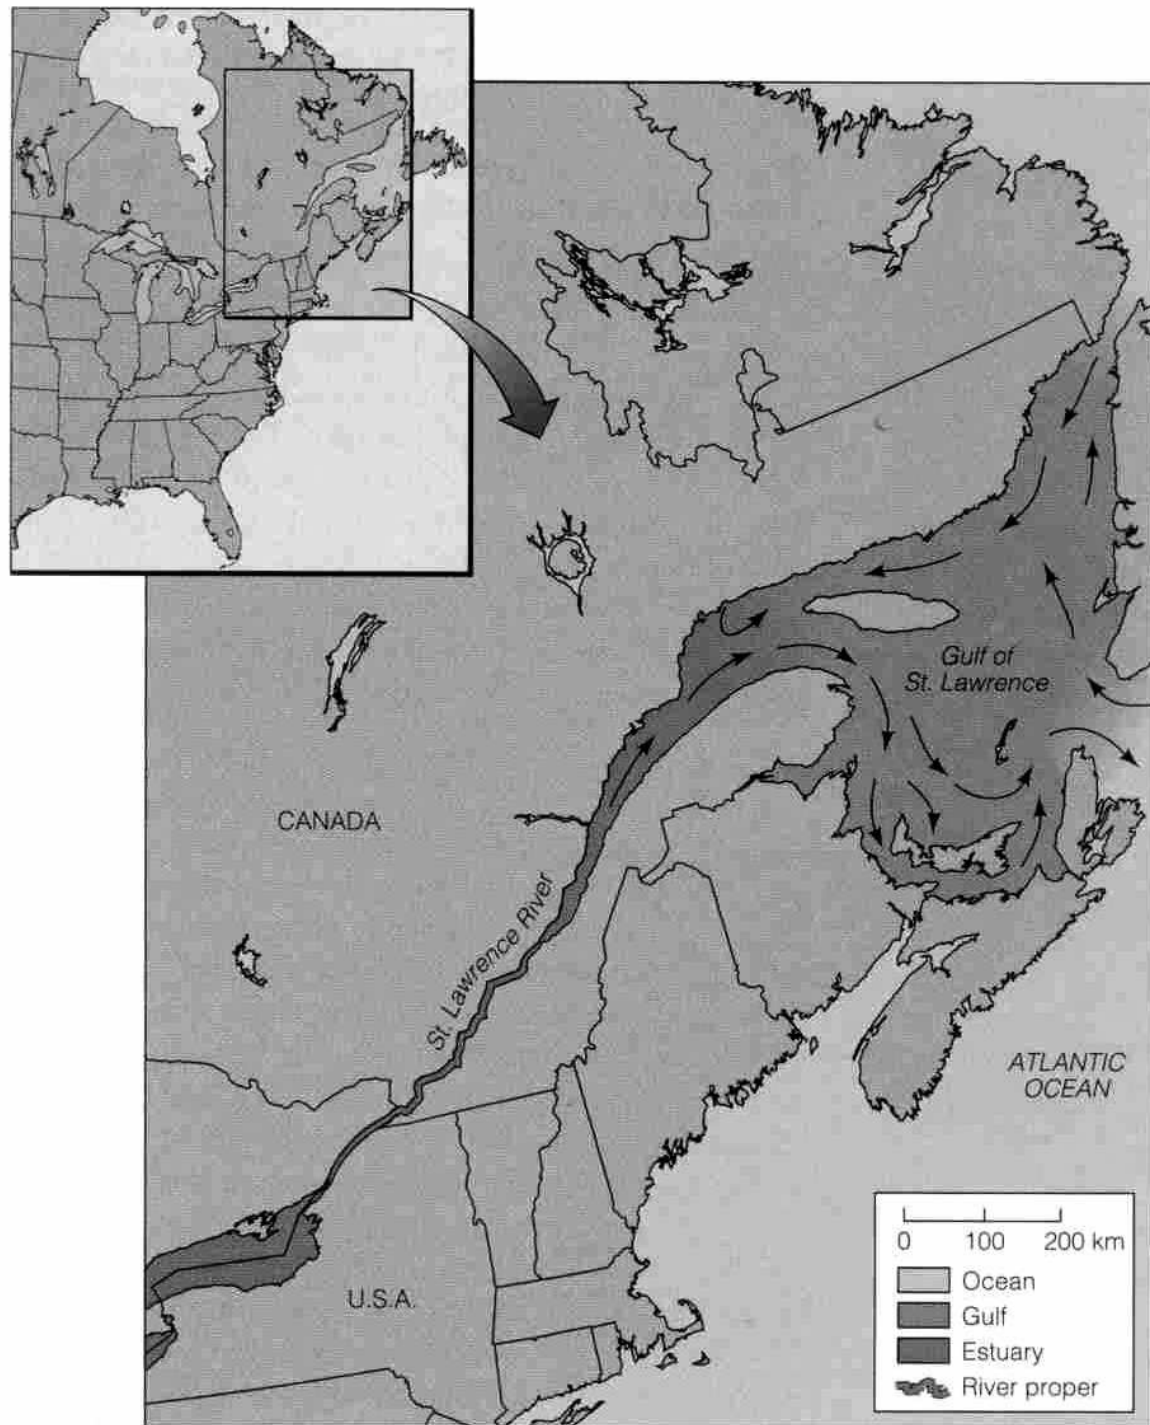 Gulf of
St. Lawrence
CANADA
St. Lawrence River
ATLANTIC
OCEAN
U.S.A.
0 100 200 km
Ocean
Gulf
Estuary
River proper